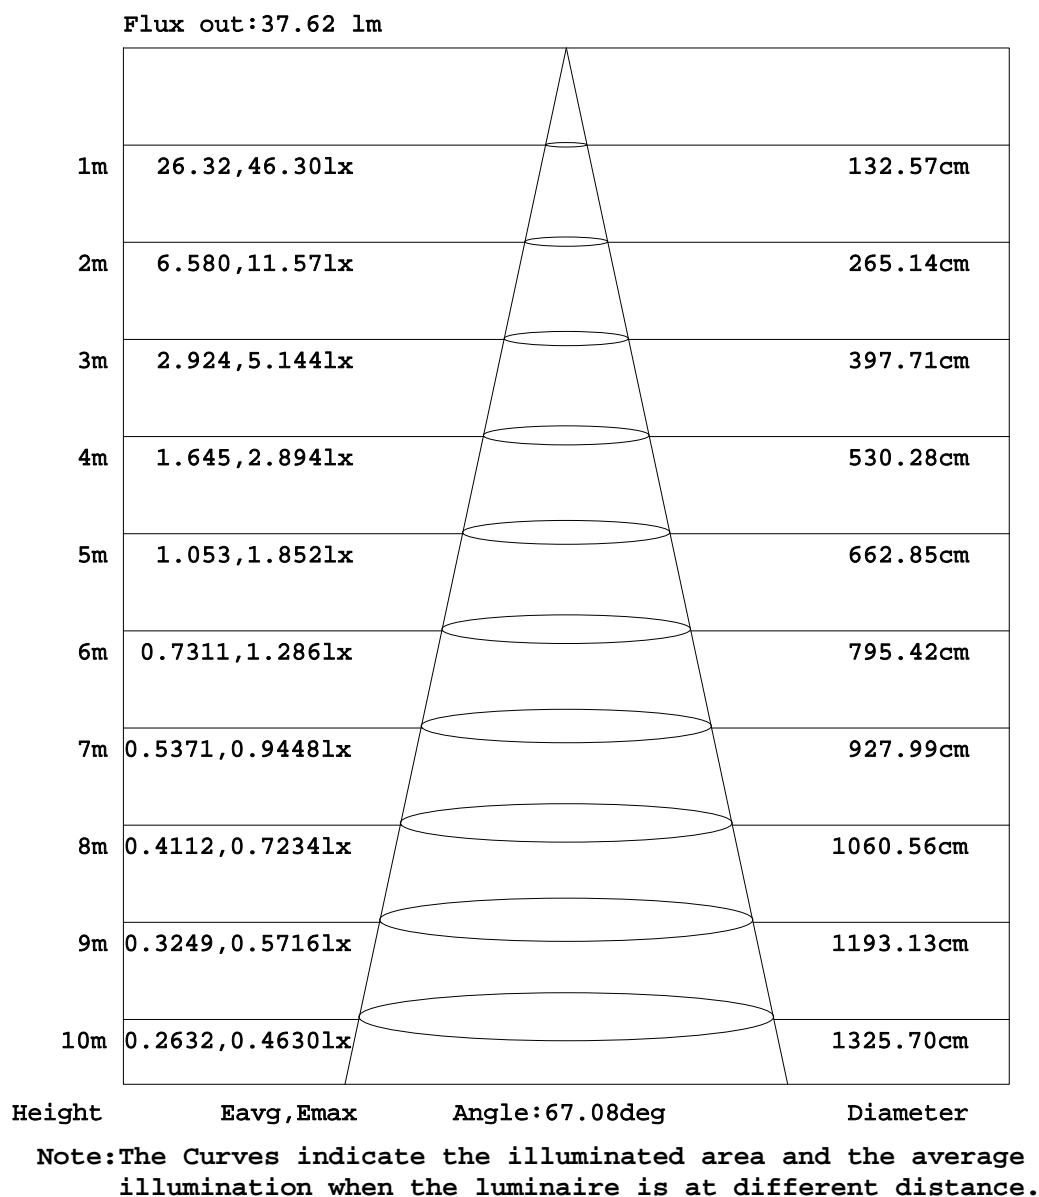 Flux out:37.62 lm
1m 26.32,46.30lx 132.57cm
2m 6.580,11.57lx 265.14cm
3m 2.924,5.144lx 397.71cm
4m 1.645,2.894lx 530.28cm
5m 1.053,1.852lx 662.85cm
6m 0.7311,1.286lx 795.42cm
7m 0.5371,0.9448lx 927.99cm
8m 0.4112,0.7234lx 1060.56cm
9m 0.3249,0.5716lx 1193.13cm
10m 0.2632,0.4630lx 1325.70cm
Height Eavg,Emax Angle:67.08deg Diameter
Note:The Curves indicate the illuminated area and the average
illumination when the luminaire is at different distance.